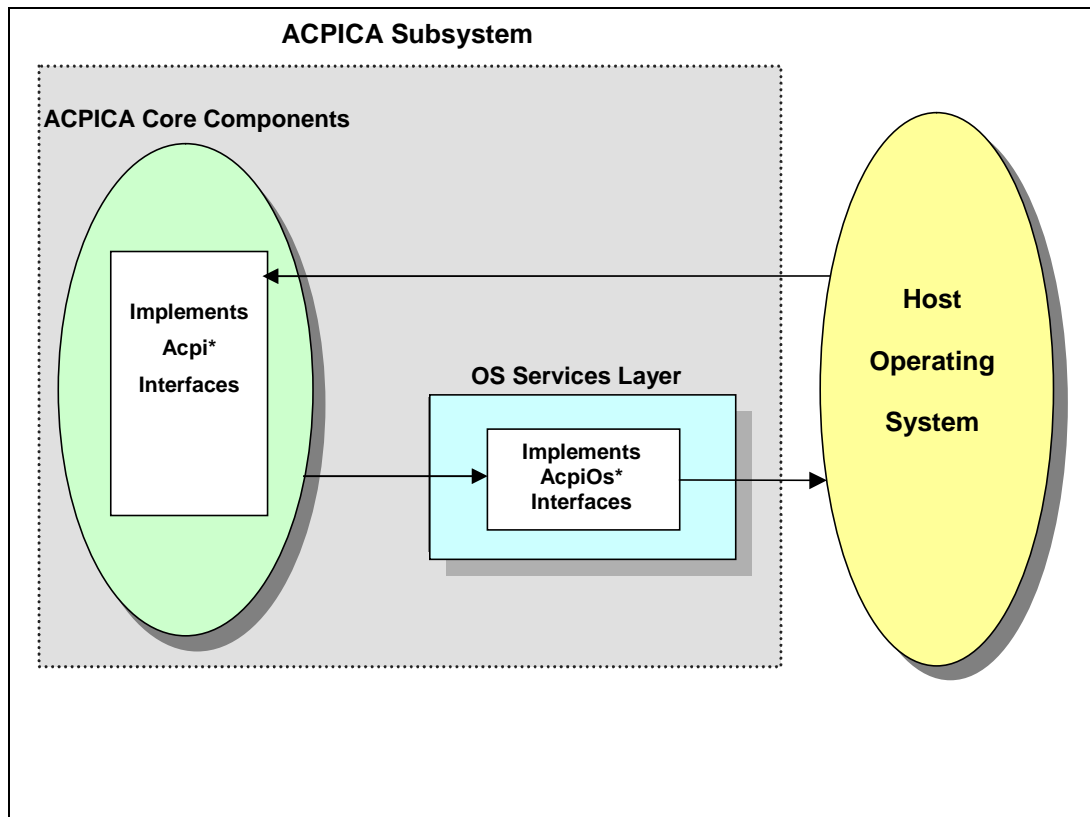 ACPICA Subsystem
ACPICA Core Components
Implements
Acpi*
Interfaces
OS Services Layer
Implements
AcpiOs*
Interfaces
Host
Operating
System